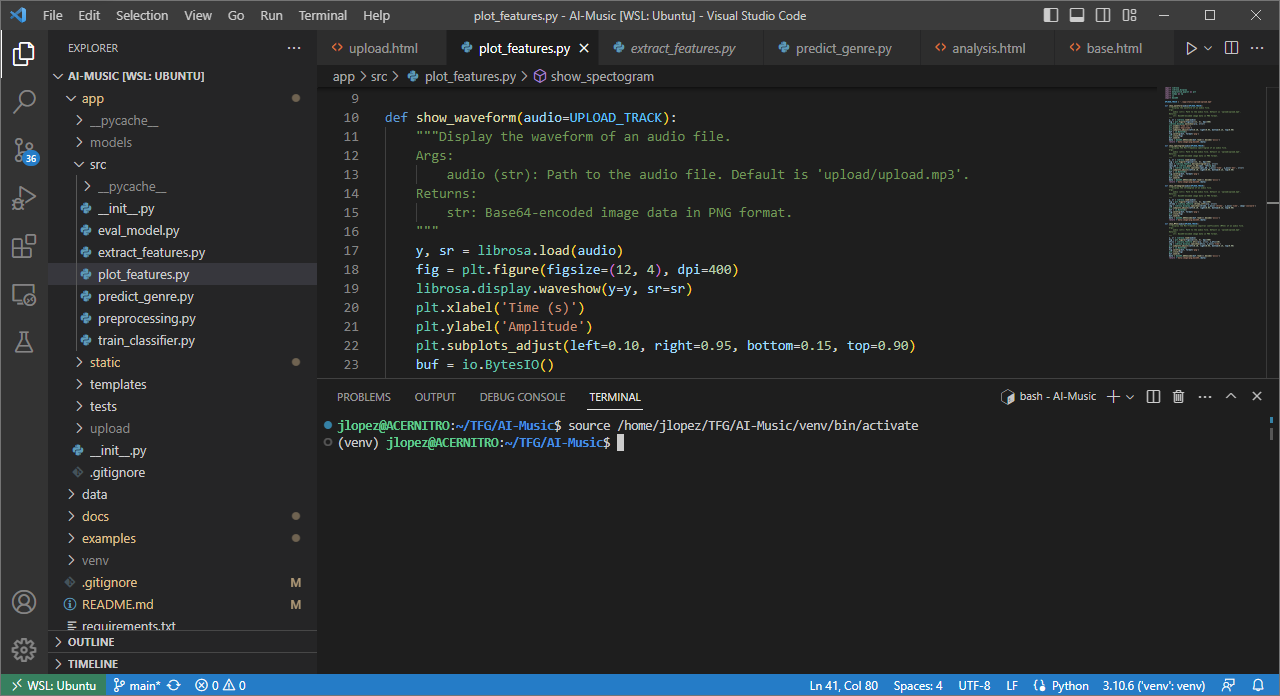 File Edit Selection View Go Run Terminal Help plot_features.py - AI-Music [WSL: Ubuntu] - Visual Studio Code
EXPLORER
AI-MUSIC [WSL: UBUNTU]
app
__pycache__
models
src
__pycache__
__init__.py
eval_model.py
extract_features.py
plot_features.py
predict_genre.py
preprocessing.py
train_classifier.py
static
templates
tests
upload
__init__.py
.gitignore
data
docs
examples
venv
.gitignore M
README.md M
requirements.txt
OUTLINE
TIMELINE
36
upload.html plot_features.py extract_features.py predict_genre.py analysis.html base.html
app > src > plot_features.py > show_spectogram
9
10 def show_waveform(audio=UPLOAD_TRACK):
11 """Display the waveform of an audio file.
12 Args:
13 audio (str): Path to the audio file. Default is 'upload/upload.mp3'.
14 Returns:
15 str: Base64-encoded image data in PNG format.
16 """
17 y, sr = librosa.load(audio)
18 fig = plt.figure(figsize=(12, 4), dpi=400)
19 librosa.display.waveshow(y=y, sr=sr)
20 plt.xlabel('Time (s)')
21 plt.ylabel('Amplitude')
22 plt.subplots_adjust(left=0.10, right=0.95, bottom=0.15, top=0.90)
23 buf = io.BytesIO()
PROBLEMS OUTPUT DEBUG CONSOLE TERMINAL bash - AI-Music
jlopez@ACERNITRO:~/TFG/AI-Music$ source /home/jlopez/TFG/AI-Music/venv/bin/activate
(venv) jlopez@ACERNITRO:~/TFG/AI-Music$
WSL: Ubuntu main* 0 0 Ln 41, Col 80 Spaces: 4 UTF-8 LF Python 3.10.6 ('venv': venv)